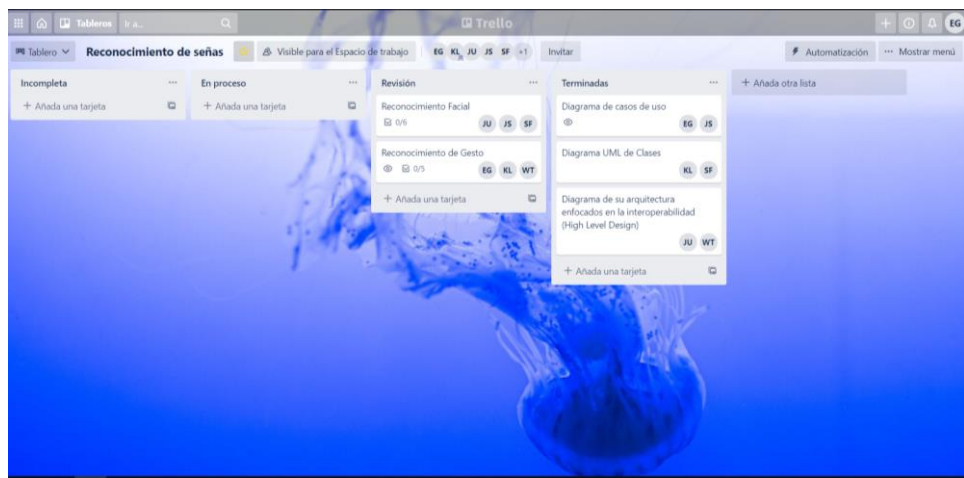 Tableros
Ir a...
Trello
EG
Tablero
Reconocimiento de señas
Visible para el Espacio de trabajo
EG KL JU JS SF +1
Invitar
Automatización
Mostrar menú
Incompleta
+ Añada una tarjeta
En proceso
+ Añada una tarjeta
Revisión
Reconocimiento Facial
0/6
JU JS SF
Reconocimiento de Gesto
0/5
EG KL WT
+ Añada una tarjeta
Terminadas
Diagrama de casos de uso
EG JS
Diagrama UML de Clases
KL SF
Diagrama de su arquitectura
enfocados en la interoperabilidad
(High Level Design)
JU WT
+ Añada una tarjeta
+ Añada otra lista